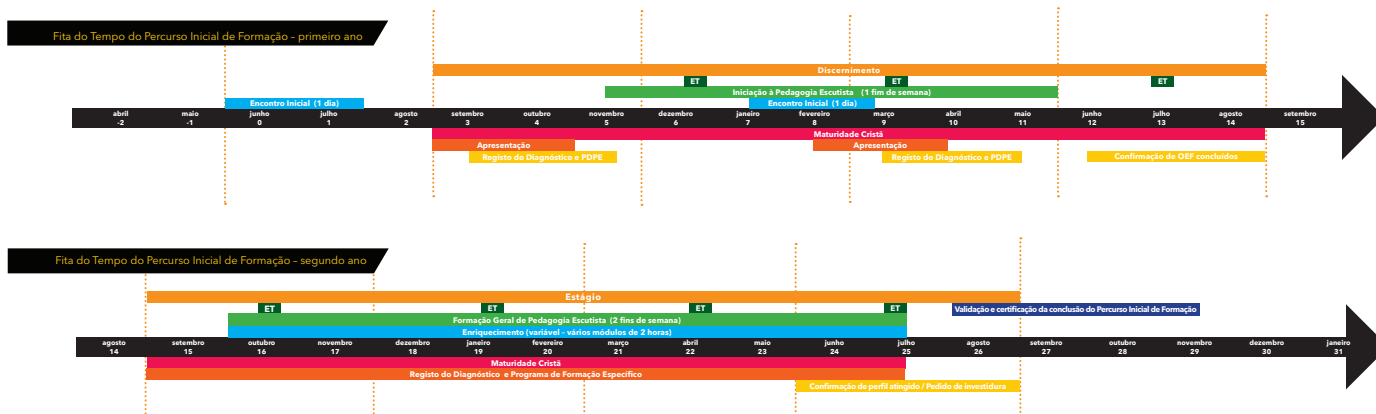 Fita do Tempo do Percurso Inicial de Formação – primeiro ano
Discernimento
ET ET ET
Iniciação à Pedagogia Escutista (1 fim de semana)
Encontro Inicial (1 dia) Encontro Inicial (1 dia)
abril maio junho julho agosto setembro outubro novembro dezembro janeiro fevereiro março abril maio junho julho agosto setembro
-2 -1 0 1 2 3 4 5 6 7 8 9 10 11 12 13 14 15
Maturidade Cristã
Apresentação Apresentação
Registo do Diagnóstico e PDPE Registo do Diagnóstico e PDPE Confirmação de OEF concluídos
Fita do Tempo do Percurso Inicial de Formação – segundo ano
Estágio
ET ET ET ET Validação e certificação da conclusão do Percurso Inicial de Formação
Formação Geral de Pedagogia Escutista (2 fins de semana)
Enriquecimento (variável – vários módulos de 2 horas)
agosto setembro outubro novembro dezembro janeiro fevereiro março abril maio junho julho agosto setembro outubro novembro dezembro janeiro
14 15 16 17 18 19 20 21 22 23 24 25 26 27 28 29 30 31
Maturidade Cristã
Registo do Diagnóstico e Programa de Formação Específico
Confirmação de perfil atingido / Pedido de investidura